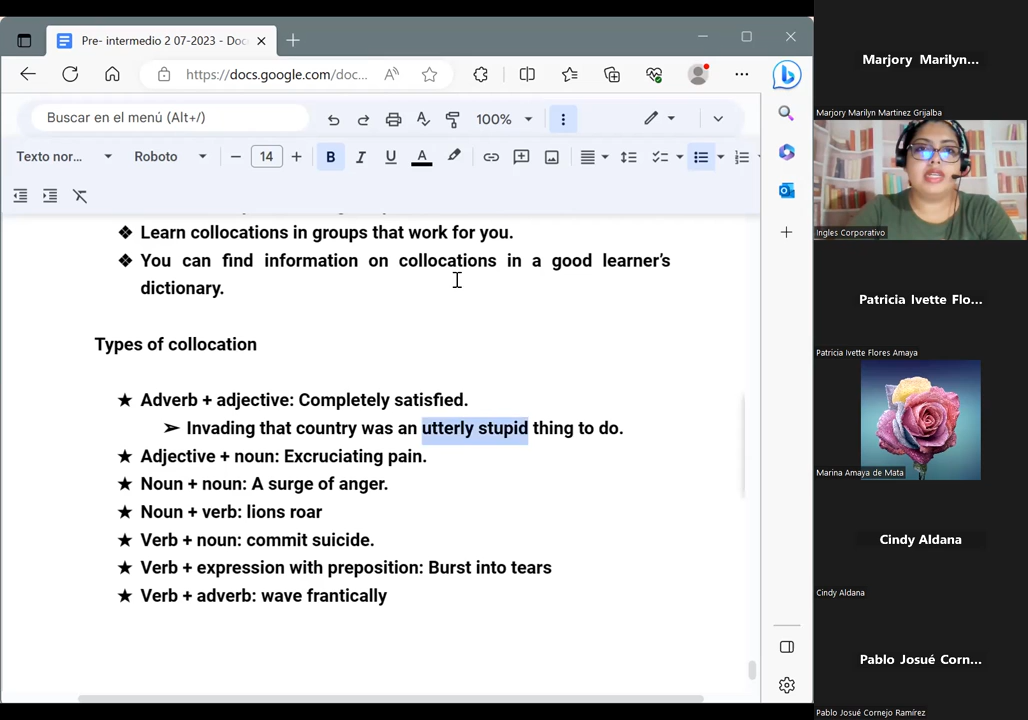 Pre- intermedio 2 07-2023 - Doc
https://docs.google.com/doc...
Buscar en el menú (Alt+/)
100%
Texto nor...
Roboto
14
B
I
U
A
❖ Learn collocations in groups that work for you.
❖ You can find information on collocations in a good learner's
dictionary.
Types of collocation
★ Adverb + adjective: Completely satisfied.
➢ Invading that country was an utterly stupid thing to do.
★ Adjective + noun: Excruciating pain.
★ Noun + noun: A surge of anger.
★ Noun + verb: lions roar
★ Verb + noun: commit suicide.
★ Verb + expression with preposition: Burst into tears
★ Verb + adverb: wave frantically
Marjory Marilyn...
Marjory Marilyn Martinez Grijalba
Ingles Corporativo
Patricia Ivette Flo...
Patricia Ivette Flores Amaya
Marina Amaya de Mata
Cindy Aldana
Cindy Aldana
Pablo Josué Corn...
Pablo Josué Cornejo Ramírez